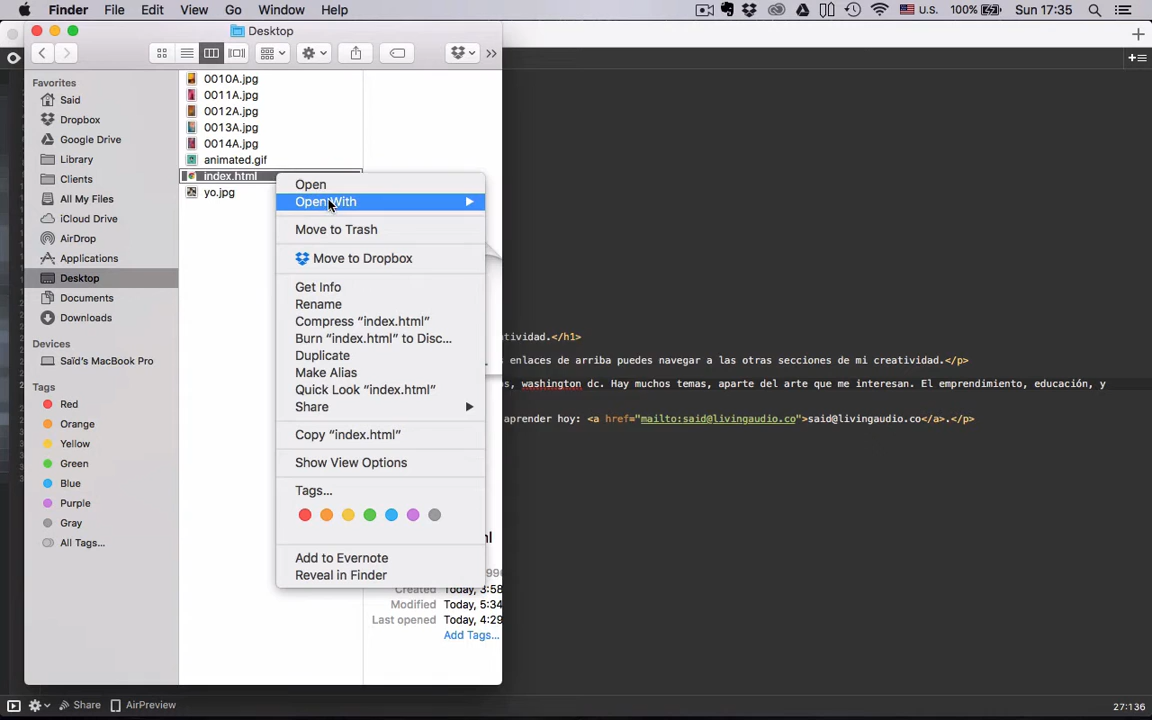 Finder File Edit View Go Window Help U.S. 100% Sun 17:35
Desktop
Favorites
Said
Dropbox
Google Drive
Library
Clients
All My Files
iCloud Drive
AirDrop
Applications
Desktop
Documents
Downloads
Devices
Saïd's MacBook Pro
Tags
Red
Orange
Yellow
Green
Blue
Purple
Gray
All Tags...
0010A.jpg
0011A.jpg
0012A.jpg
0013A.jpg
0014A.jpg
animated.gif
index.html
yo.jpg
Open
Open With
Move to Trash
Move to Dropbox
Get Info
Rename
Compress “index.html”
Burn “index.html” to Disc...
Duplicate
Make Alias
Quick Look “index.html”
Share
Copy “index.html”
Show View Options
Tags...
Add to Evernote
Reveal in Finder
Created Today, 3:58
Modified Today, 5:34
Last opened Today, 4:29
Add Tags...
</h1>
enlaces de arriba puedes navegar a las otras secciones de mi creatividad.</p>
washington dc. Hay muchos temas, aparte del arte que me interesan. El emprendimiento, educación, y
aprender hoy: <a href="mailto:said@livingaudio.co">said@livingaudio.co</a>.</p>
Share AirPreview 27:136